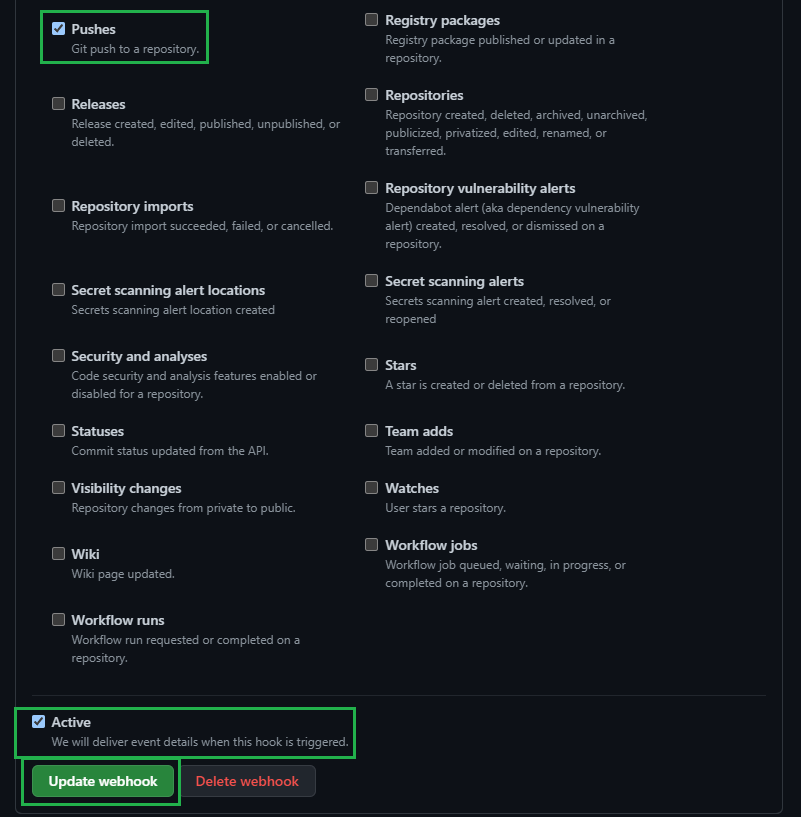 Pushes
Git push to a repository.
Registry packages
Registry package published or updated in a
repository.
Releases
Release created, edited, published, unpublished, or
deleted.
Repositories
Repository created, deleted, archived, unarchived,
publicized, privatized, edited, renamed, or
transferred.
Repository imports
Repository import succeeded, failed, or cancelled.
Repository vulnerability alerts
Dependabot alert (aka dependency vulnerability
alert) created, resolved, or dismissed on a
repository.
Secret scanning alert locations
Secrets scanning alert location created
Secret scanning alerts
Secrets scanning alert created, resolved, or
reopened
Security and analyses
Code security and analysis features enabled or
disabled for a repository.
Stars
A star is created or deleted from a repository.
Statuses
Commit status updated from the API.
Team adds
Team added or modified on a repository.
Visibility changes
Repository changes from private to public.
Watches
User stars a repository.
Wiki
Wiki page updated.
Workflow jobs
Workflow job queued, waiting, in progress, or
completed on a repository.
Workflow runs
Workflow run requested or completed on a
repository.
Active
We will deliver event details when this hook is triggered.
Update webhook
Delete webhook